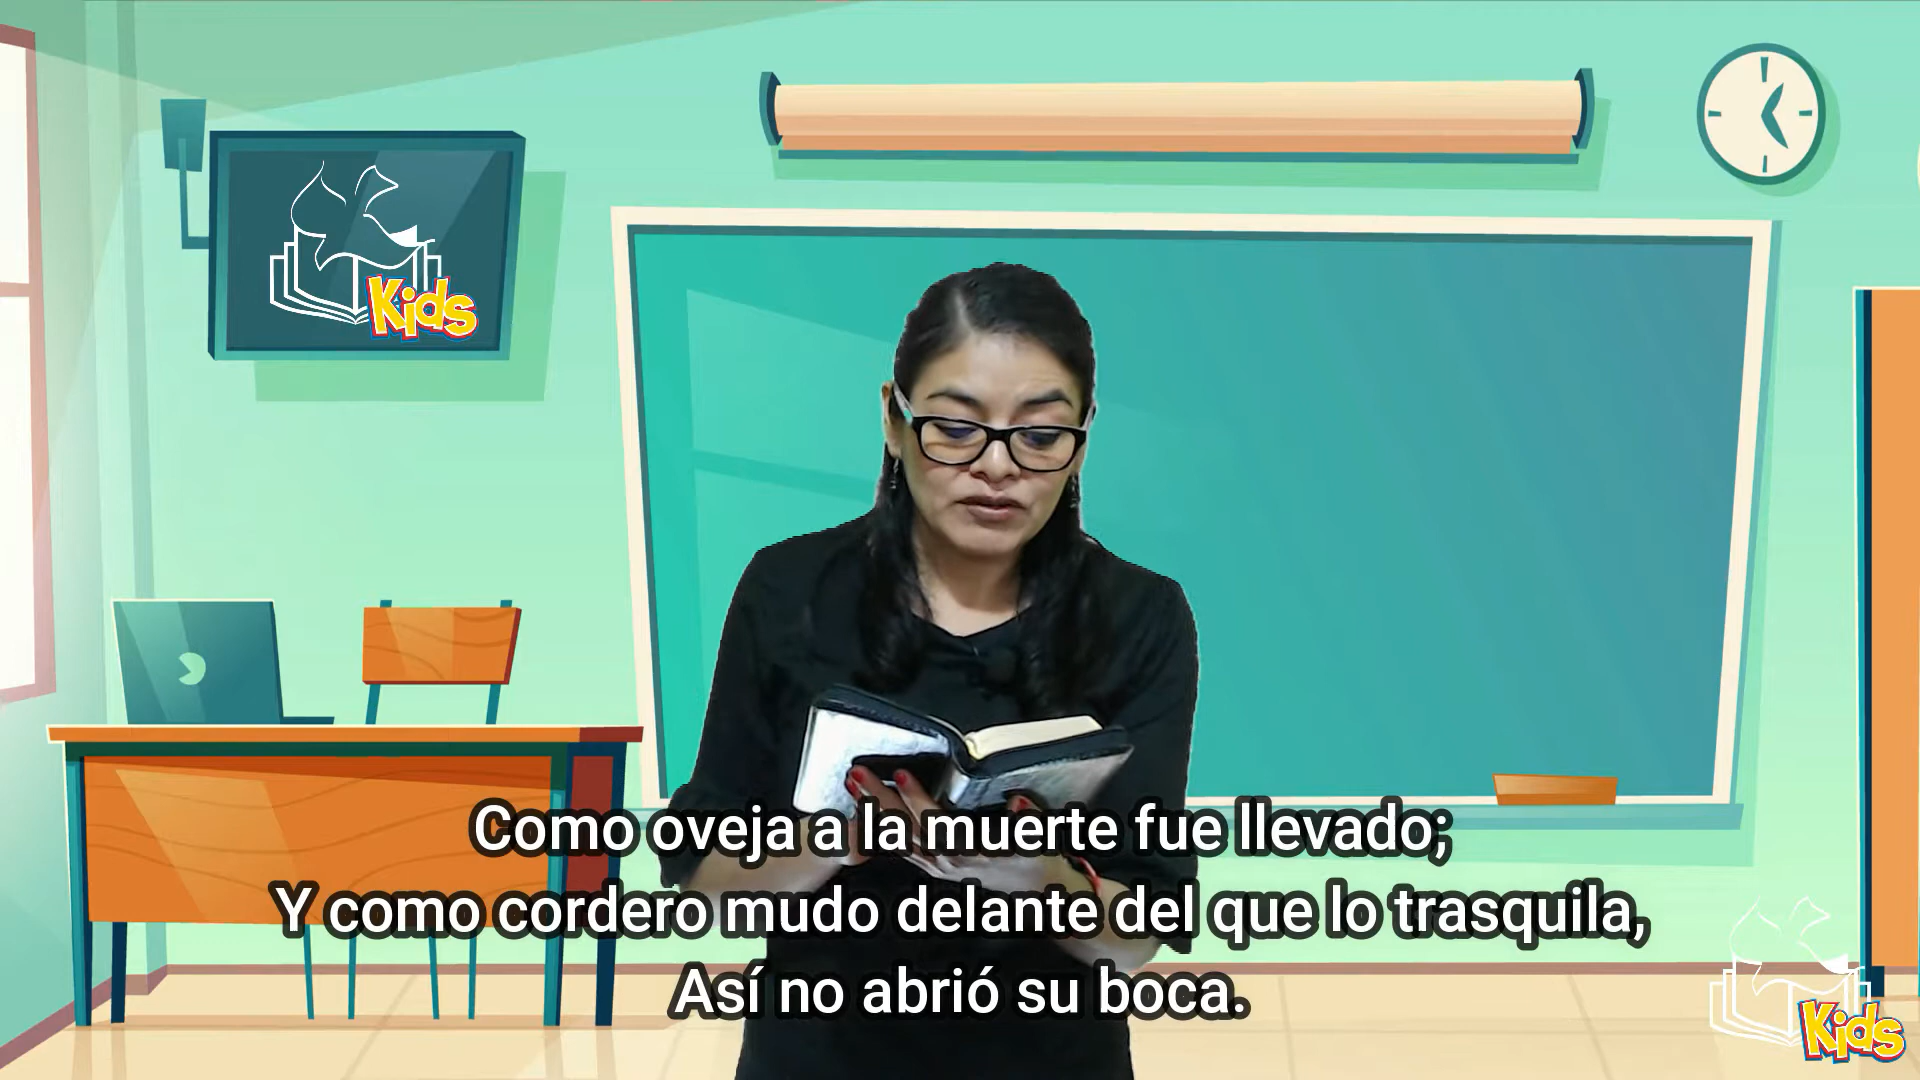 Kids
Como oveja a la muerte fue llevado;
Y como cordero mudo delante del que lo trasquila,
Así no abrió su boca.
Kids